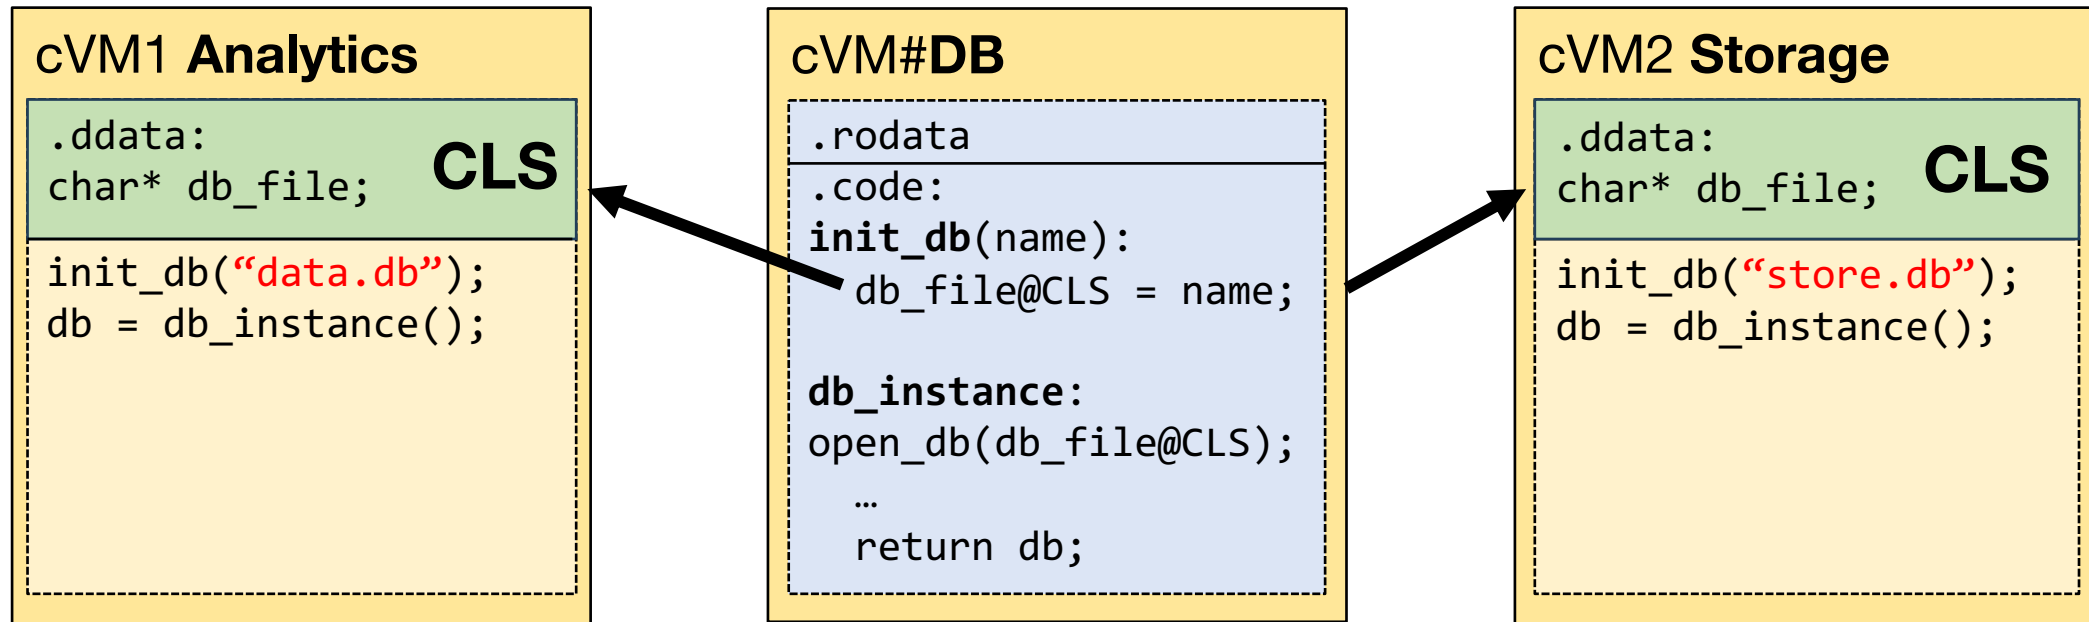 cVM1 Analytics
.ddata:
char* db_file;
CLS
init_db(“data.db”);
db = db_instance();
cVM#DB
.rodata
.code:
init_db(name):
db_file@CLS = name;
db_instance:
open_db(db_file@CLS);
…
return db;
cVM2 Storage
.ddata:
char* db_file;
CLS
init_db(“store.db”);
db = db_instance();